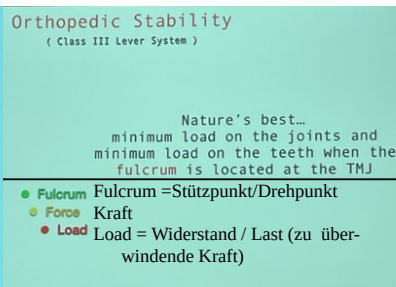 Orthopedic Stability
( Class III Lever System )
Nature's best…
minimum load on the joints and
minimum load on the teeth when the
fulcrum is located at the TMJ
Fulcrum Fulcrum =Stützpunkt/Drehpunkt
Force Kraft
Load Load = Widerstand / Last (zu über-
windende Kraft)